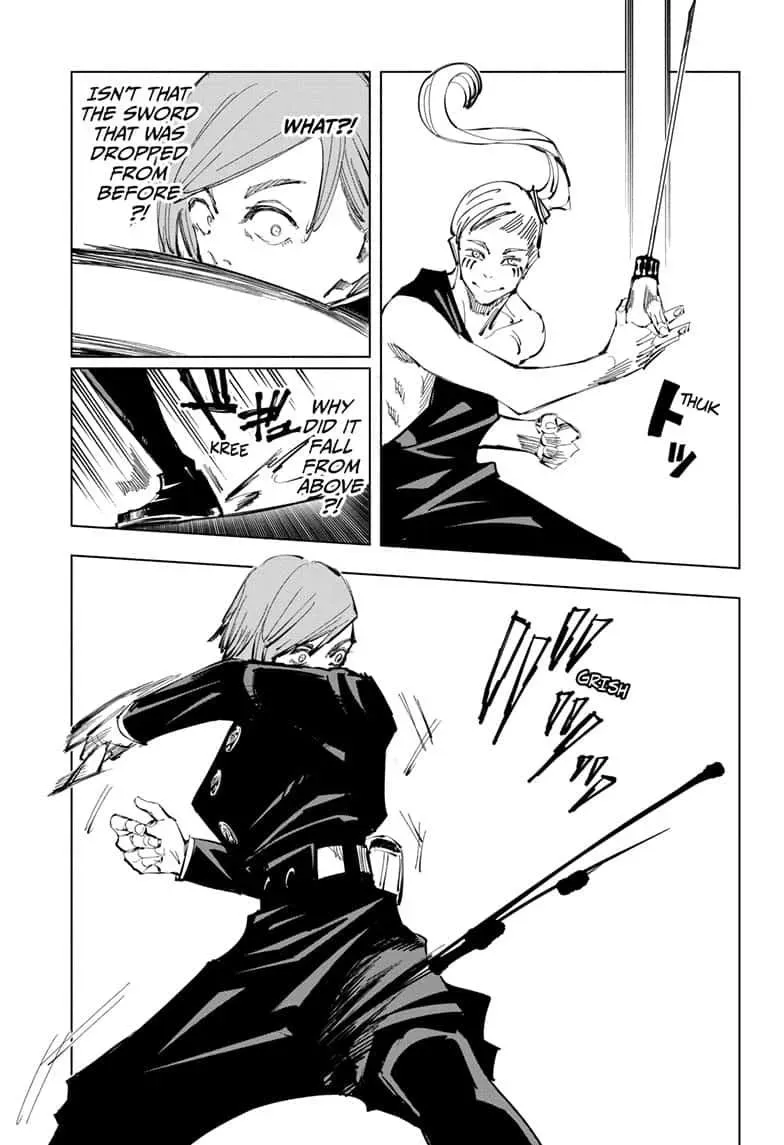 THUK
ドッ
WHAT?!
ISN'T THAT
THE SWORD
THAT WAS
DROPPED
FROM
BEFORE
?!
WHY
DID IT
FALL
FROM
ABOVE
?!
KREE
CRISH